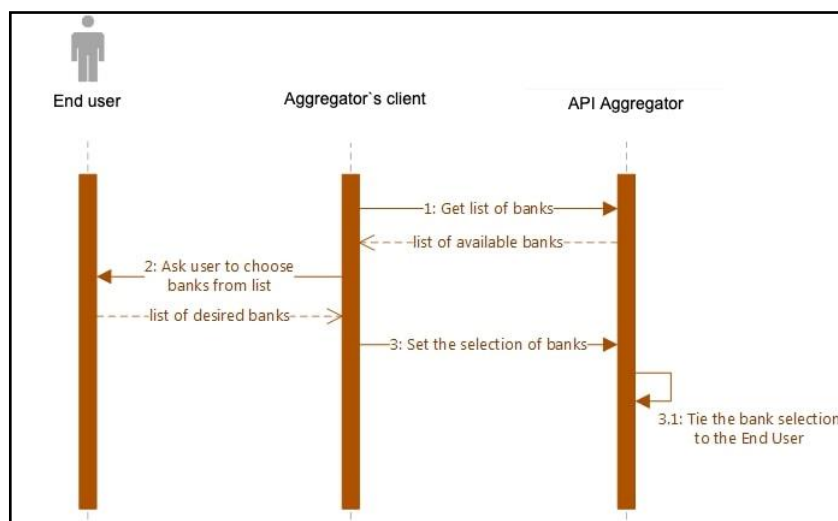 End user
Aggregator`s client
API Aggregator
1: Get list of banks
list of available banks
2: Ask user to choose
banks from list
list of desired banks
3: Set the selection of banks
3.1: Tie the bank selection
to the End User